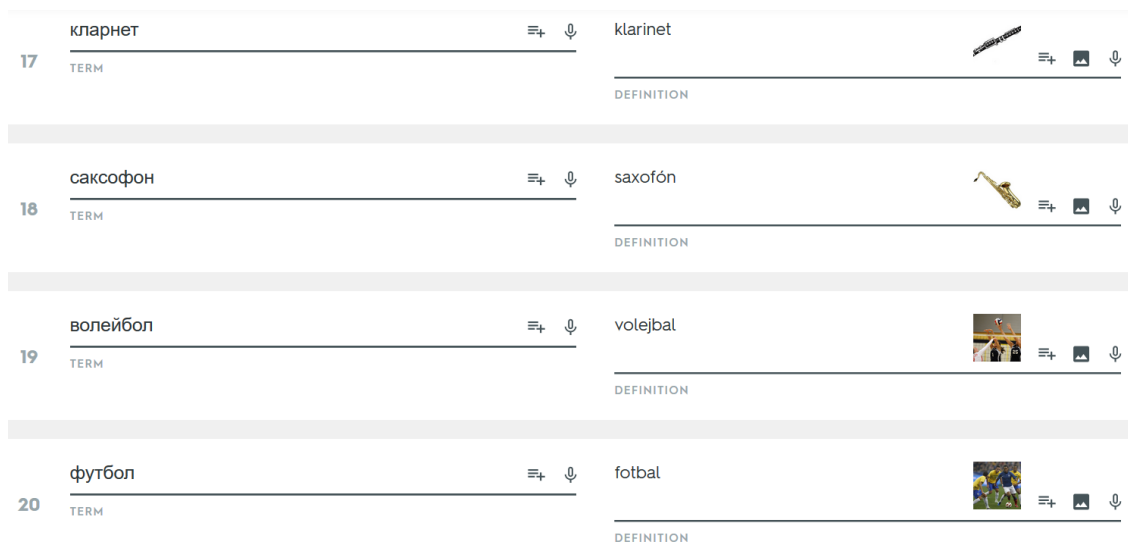 17
кларнет
TERM
klarinet
DEFINITION
18
саксофон
TERM
saxofón
DEFINITION
19
волейбол
TERM
volejbal
DEFINITION
20
футбол
TERM
fotbal
DEFINITION